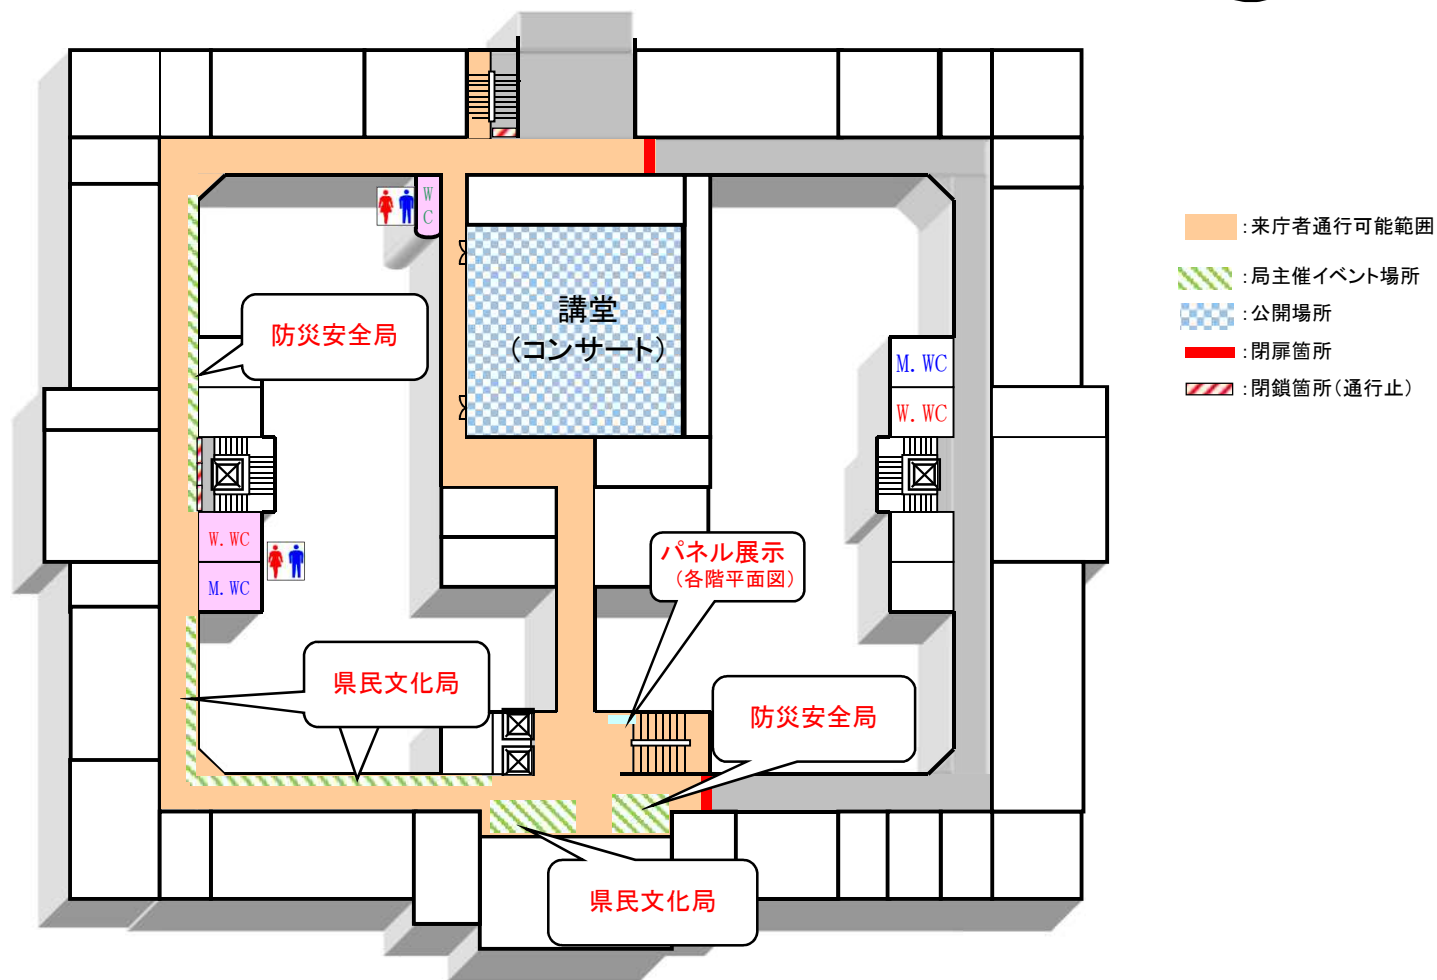 W
C
:来庁者通行可能範囲
:局主催イベント場所
:公開場所
:閉扉箇所
:閉鎖箇所(通行止)
防災安全局
講堂
(コンサート)
M. WC
W. WC
W. WC
M. WC
パネル展示
(各階平面図)
県民文化局
防災安全局
県民文化局